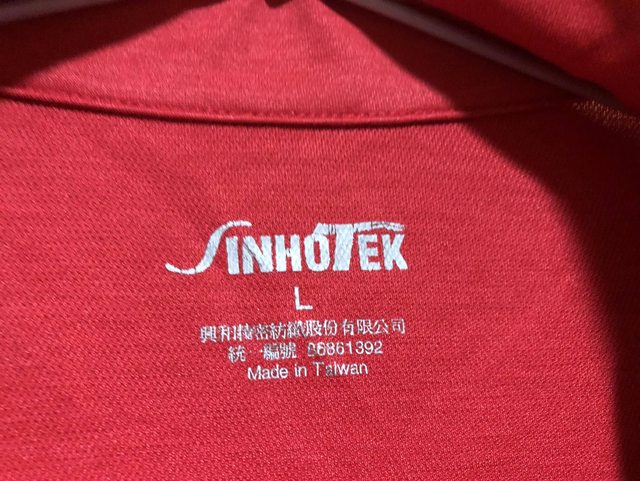 SINHOTEK
L
興和精密紡織股份有限公司
統一編號 86861392
Made in Taiwan